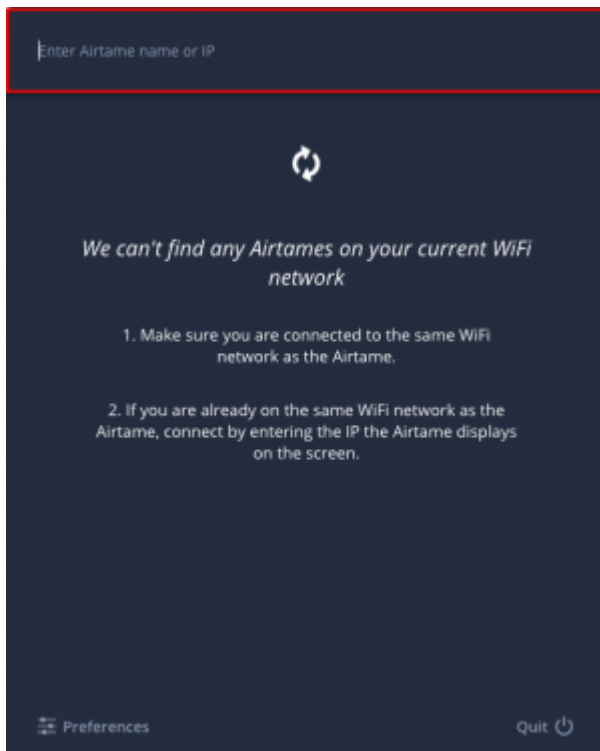 Enter Airtame name or IP
We can't find any Airtames on your current WiFi
network
1. Make sure you are connected to the same WiFi
network as the Airtame.
2. If you are already on the same WiFi network as the
Airtame, connect by entering the IP the Airtame displays
on the screen.
Preferences
Quit